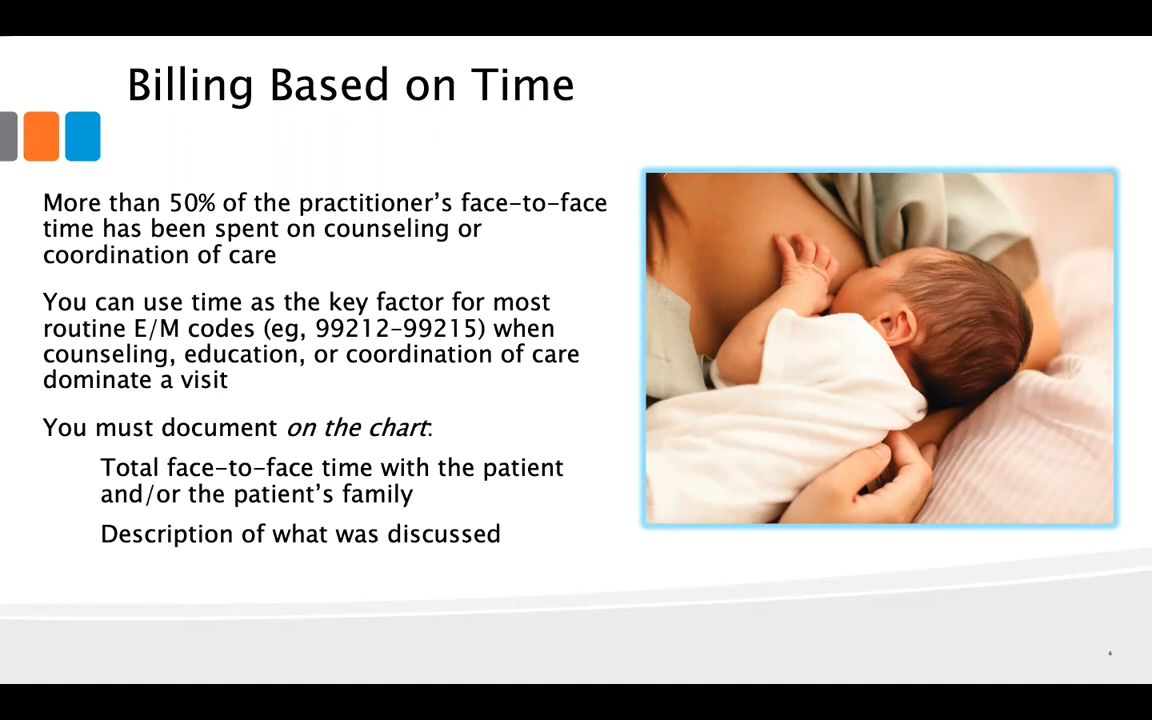 Billing Based on Time
More than 50% of the practitioner’s face-to-face
time has been spent on counseling or
coordination of care
You can use time as the key factor for most
routine E/M codes (eg, 99212-99215) when
counseling, education, or coordination of care
dominate a visit
You must document on the chart:
Total face-to-face time with the patient
and/or the patient’s family
Description of what was discussed